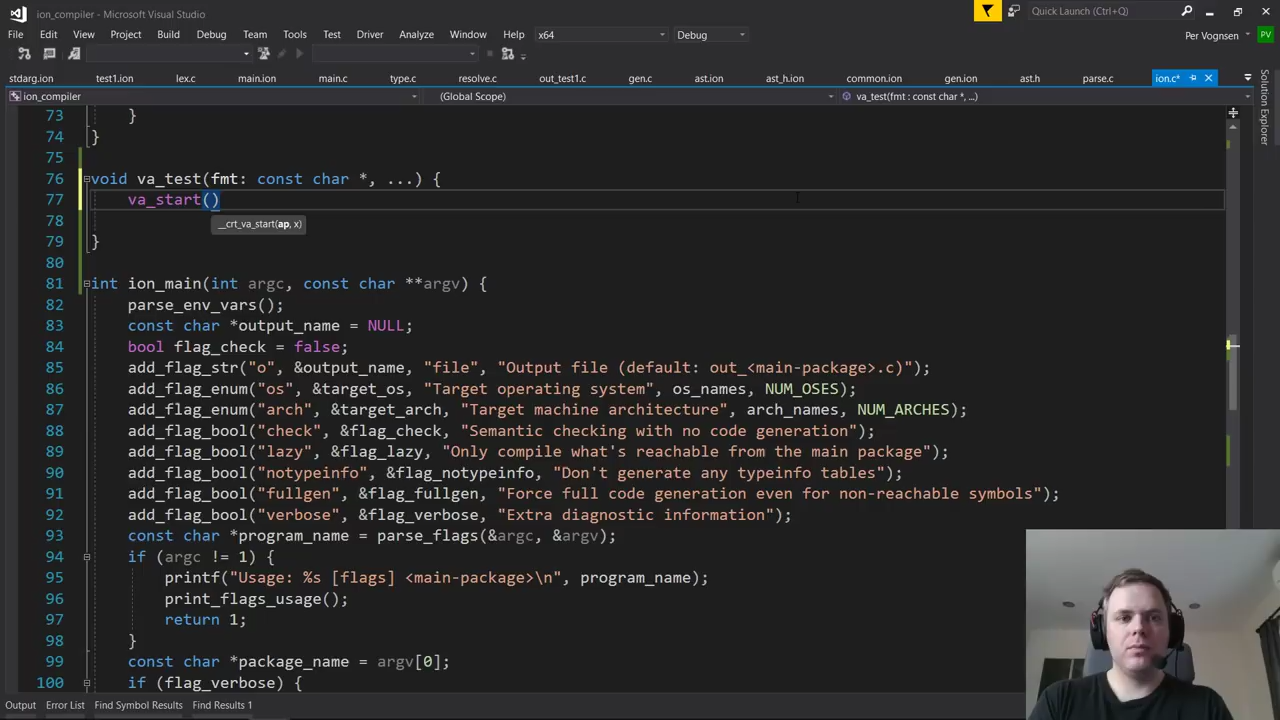 ion_compiler - Microsoft Visual Studio
Quick Launch (Ctrl+Q)
File Edit View Project Build Debug Team Tools Test Driver Analyze Window Help x64 Debug
Per Vognsen PV
stdarg.ion test1.ion lex.c main.ion main.c type.c resolve.c out_test1.c gen.c ast.ion ast_h.ion common.ion gen.ion ast.h parse.c ion.c*
ion_compiler (Global Scope) va_test(fmt : const char *, ...)
Solution Explorer
73 }
74 }
75
76 void va_test(fmt: const char *, ...) {
77 va_start()
78 __crt_va_start(ap, x)
79 }
80
81 int ion_main(int argc, const char **argv) {
82 parse_env_vars();
83 const char *output_name = NULL;
84 bool flag_check = false;
85 add_flag_str("o", &output_name, "file", "Output file (default: out_<main-package>.c)");
86 add_flag_enum("os", &target_os, "Target operating system", os_names, NUM_OSES);
87 add_flag_enum("arch", &target_arch, "Target machine architecture", arch_names, NUM_ARCHES);
88 add_flag_bool("check", &flag_check, "Semantic checking with no code generation");
89 add_flag_bool("lazy", &flag_lazy, "Only compile what's reachable from the main package");
90 add_flag_bool("notypeinfo", &flag_notypeinfo, "Don't generate any typeinfo tables");
91 add_flag_bool("fullgen", &flag_fullgen, "Force full code generation even for non-reachable symbols");
92 add_flag_bool("verbose", &flag_verbose, "Extra diagnostic information");
93 const char *program_name = parse_flags(&argc, &argv);
94 if (argc != 1) {
95 printf("Usage: %s [flags] <main-package>\n", program_name);
96 print_flags_usage();
97 return 1;
98 }
99 const char *package_name = argv[0];
100 if (flag_verbose) {
Output Error List Find Symbol Results Find Results 1